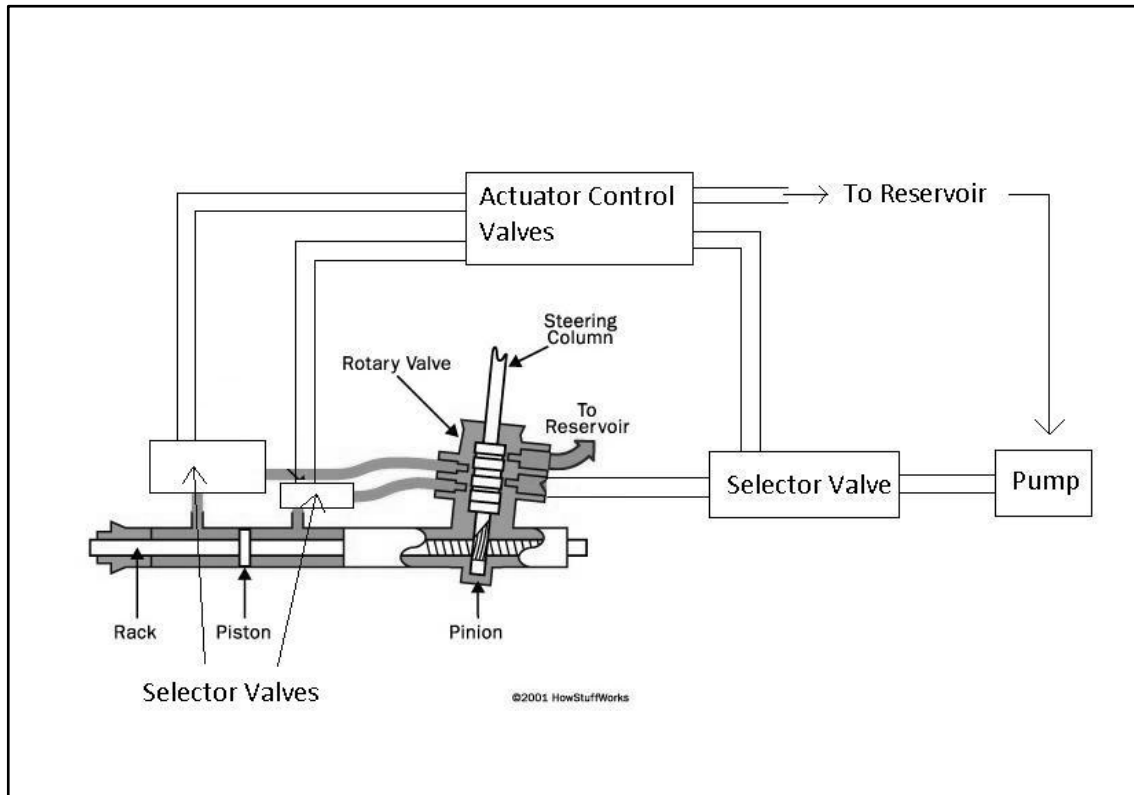 Actuator Control
Valves
To Reservoir
Steering
Column
Rotary Valve
To
Reservoir
Selector Valve
Pump
Rack
Piston
Pinion
Selector Valves
©2001 HowStuffWorks